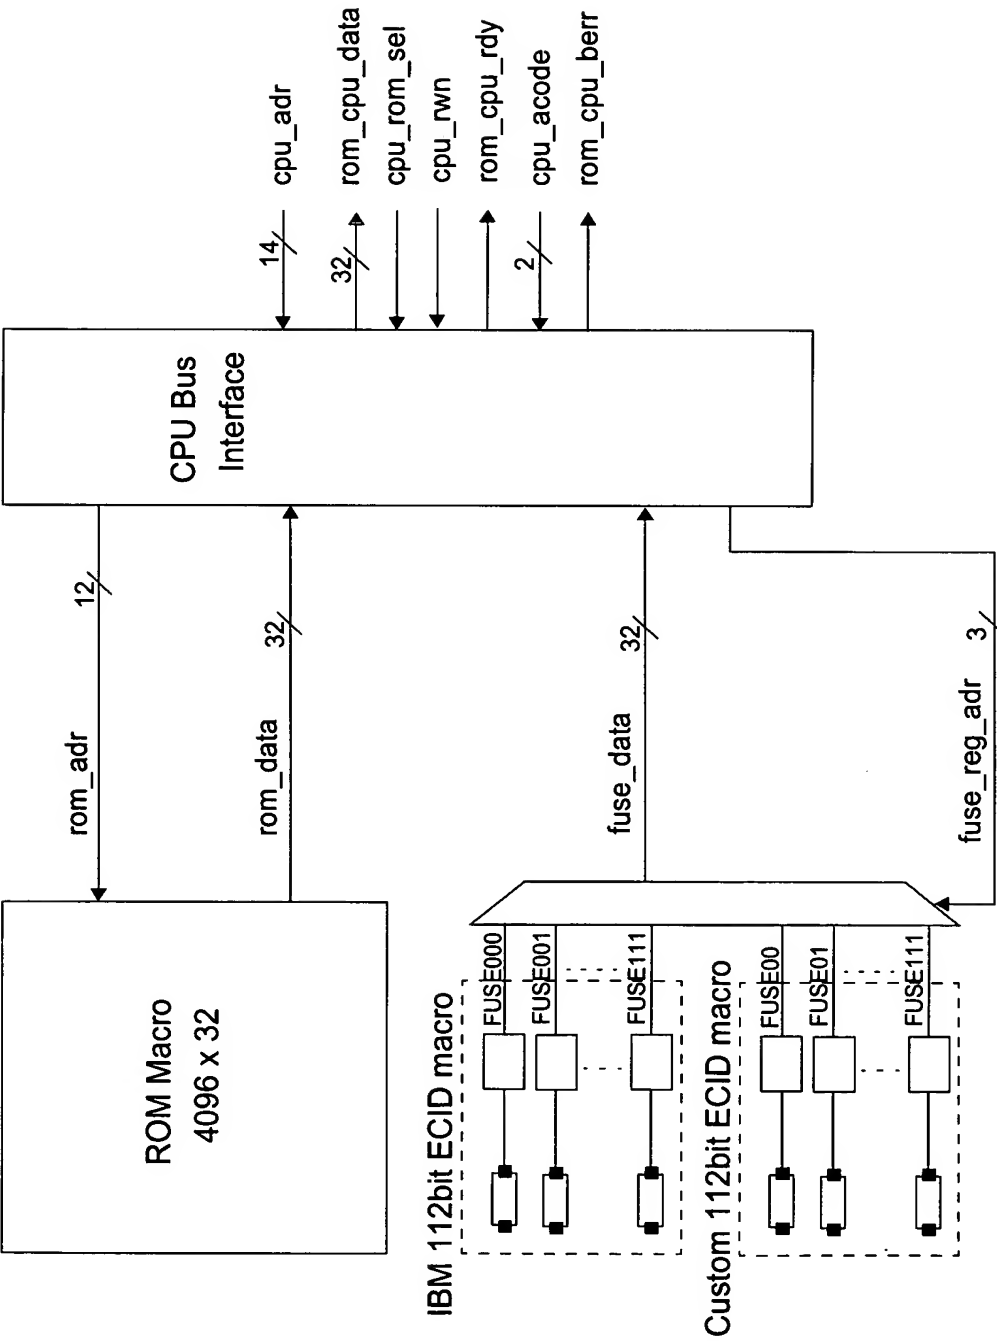 cpu_adr
rom_cpu_data
cpu_rom_sel
cpu_rwn
rom_cpu_rdy
cpu_acode
rom_cpu_berr
14
32
2
CPU Bus
Interface
12
32
32
3
rom_adr
rom_data
fuse_data
fuse_reg_adr
ROM Macro
4096 x 32
IBM 112bit ECID macro
FUSE000
FUSE001
FUSE111
Custom 112bit ECID macro
FUSE00
FUSE01
FUSE111